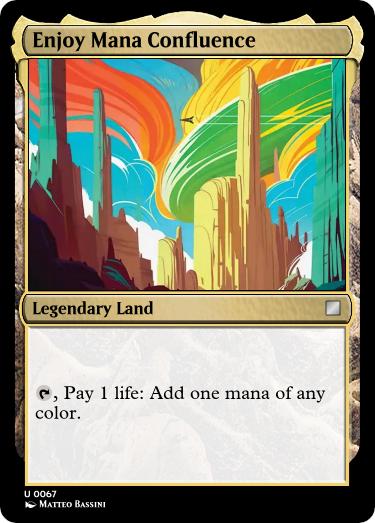 Enjoy Mana Confluence
Legendary Land
, Pay 1 life: Add one mana of any
color.
U 0067
Matteo Bassini